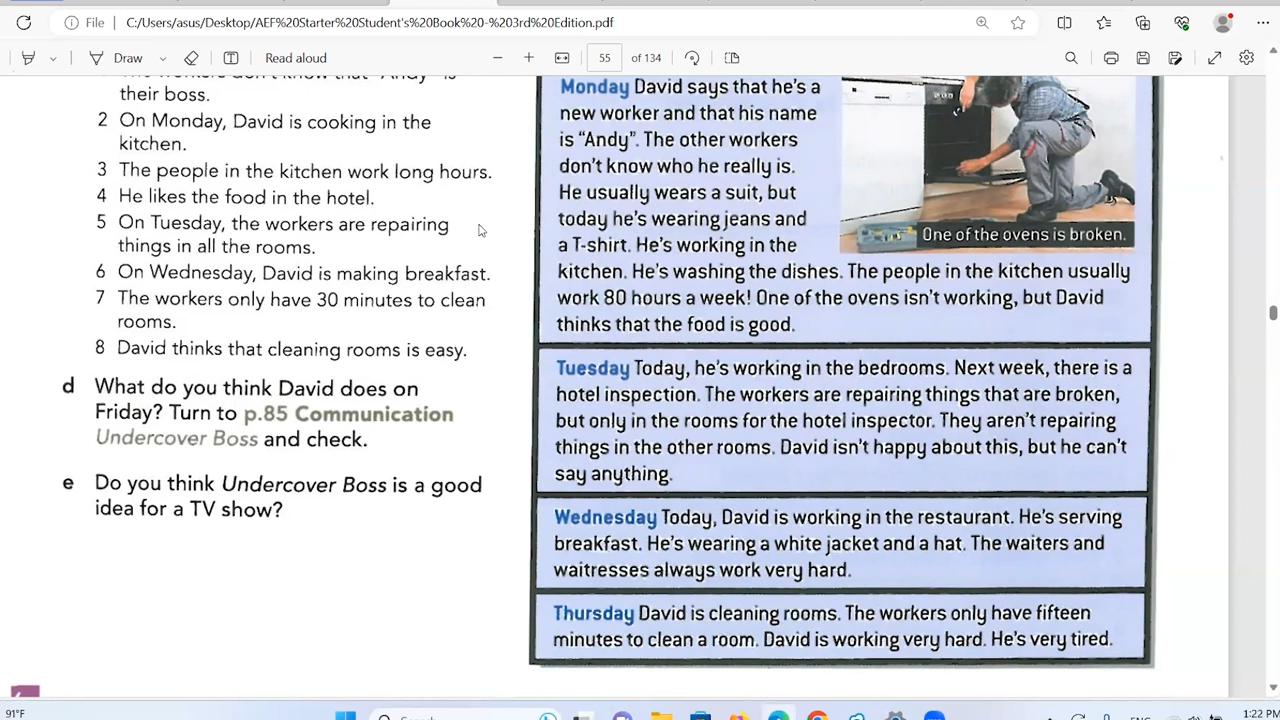 File
C:/Users/asus/Desktop/AEF%20Starter%20Student's%20Book%20-%203rd%20Edition.pdf
Draw
Read aloud
55
of 134
their boss.
2 On Monday, David is cooking in the
kitchen.
3 The people in the kitchen work long hours.
4 He likes the food in the hotel.
5 On Tuesday, the workers are repairing
things in all the rooms.
6 On Wednesday, David is making breakfast.
7 The workers only have 30 minutes to clean
rooms.
8 David thinks that cleaning rooms is easy.
d What do you think David does on
Friday? Turn to p.85 Communication
Undercover Boss and check.
e Do you think Undercover Boss is a good
idea for a TV show?
Monday David says that he's a
new worker and that his name
is “Andy”. The other workers
don't know who he really is.
He usually wears a suit, but
today he's wearing jeans and
a T-shirt. He's working in the
kitchen. He's washing the dishes. The people in the kitchen usually
work 80 hours a week! One of the ovens isn't working, but David
thinks that the food is good.
One of the ovens is broken.
Tuesday Today, he's working in the bedrooms. Next week, there is a
hotel inspection. The workers are repairing things that are broken,
but only in the rooms for the hotel inspector. They aren't repairing
things in the other rooms. David isn't happy about this, but he can't
say anything.
Wednesday Today, David is working in the restaurant. He's serving
breakfast. He's wearing a white jacket and a hat. The waiters and
waitresses always work very hard.
Thursday David is cleaning rooms. The workers only have fifteen
minutes to clean a room. David is working very hard. He's very tired.
91°F
Search
ENG
1:22 PM